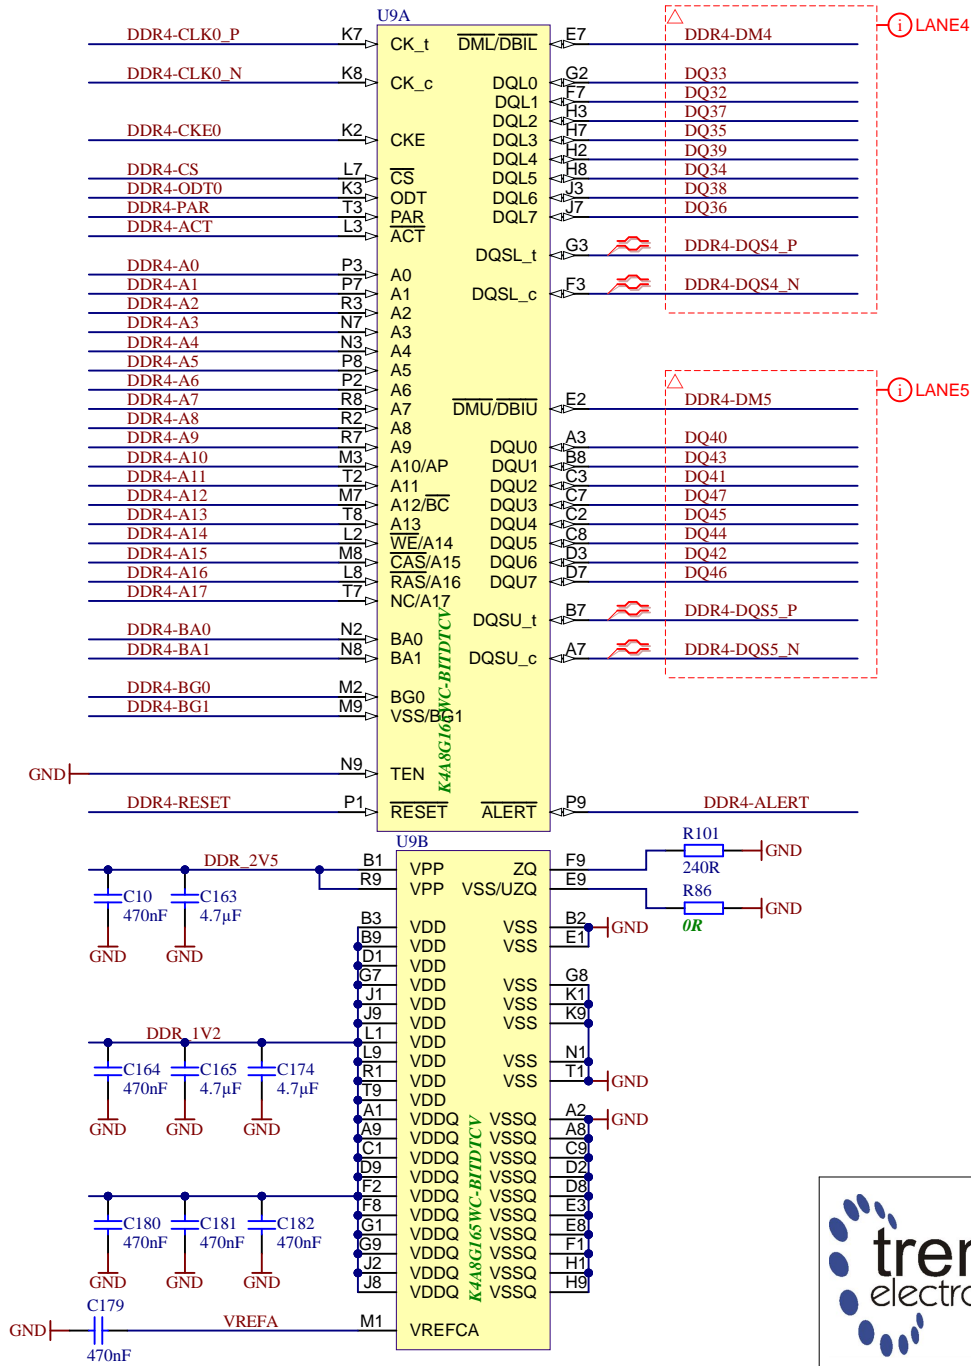 U9A
DDR4-CLK0_P K7 CK_t DML/DBIL E7 DDR4-DM4
LANE4
DDR4-CLK0_N K8 CK_c DQL0 G2 DQ33
DQL1 F7 DQ32
DQL2 H3 DQ37
DDR4-CKE0 K2 CKE DQL3 H7 DQ35
DQL4 H2 DQ39
DDR4-CS L7 CS DQL5 H8 DQ34
DDR4-ODT0 K3 ODT DQL6 J3 DQ38
DDR4-PAR T3 PAR DQL7 J7 DQ36
DDR4-ACT L3 ACT
DQSL_t G3 DDR4-DQS4_P
DDR4-A0 P3 A0
DDR4-A1 P7 A1 DQSL_c F3 DDR4-DQS4_N
DDR4-A2 R3 A2
DDR4-A3 N7 A3
DDR4-A4 N3 A4
DDR4-A5 P8 A5
DDR4-A6 P2 A6
LANE5
DDR4-A7 R8 A7 DMU/DBIU E2 DDR4-DM5
DDR4-A8 R2 A8
DDR4-A9 R7 A9 DQU0 A3 DQ40
DDR4-A10 M3 A10/AP DQU1 B8 DQ43
DDR4-A11 T2 A11 DQU2 C3 DQ41
DDR4-A12 M7 A12/BC DQU3 C7 DQ47
DDR4-A13 T8 A13 DQU4 C2 DQ45
DDR4-A14 L2 WE/A14 DQU5 C8 DQ44
DDR4-A15 M8 CAS/A15 DQU6 D3 DQ42
DDR4-A16 L8 RAS/A16 DQU7 D7 DQ46
DDR4-A17 T7 NC/A17
DQSU_t B7 DDR4-DQS5_P
DDR4-BA0 N2 BA0
DDR4-BA1 N8 BA1 DQSU_c A7 DDR4-DQS5_N
DDR4-BG0 M2 BG0
DDR4-BG1 M9 VSS/BG1
K4A8G165WC-BITDTCV
GND N9 TEN
DDR4-RESET P1 RESET ALERT P9 DDR4-ALERT
U9B
DDR_2V5 B1 VPP ZQ F9 R101 240R GND
R9 VPP VSS/UZQ E9 R86 0R GND
C10 470nF GND
C163 4.7µF GND
B3 VDD VSS B2 GND
B9 VDD VSS E1
D1 VDD
G7 VDD VSS G8
J1 VDD VSS K1
J9 VDD VSS K9
DDR_1V2 L1 VDD
L9 VDD VSS N1
R1 VDD VSS T1 GND
T9 VDD
C164 470nF GND
C165 4.7µF GND
C174 4.7µF GND
A1 VDDQ VSSQ A2 GND
A9 VDDQ VSSQ A8
C1 VDDQ VSSQ C9
D9 VDDQ VSSQ D2
F2 VDDQ VSSQ D8
F8 VDDQ VSSQ E3
G1 VDDQ VSSQ E8
G9 VDDQ VSSQ F1
J2 VDDQ VSSQ H1
J8 VDDQ VSSQ H9
K4A8G165WC-BITDTCV
C180 470nF GND
C181 470nF GND
C182 470nF GND
GND C179 470nF VREFA M1 VREFCA
tren
electro